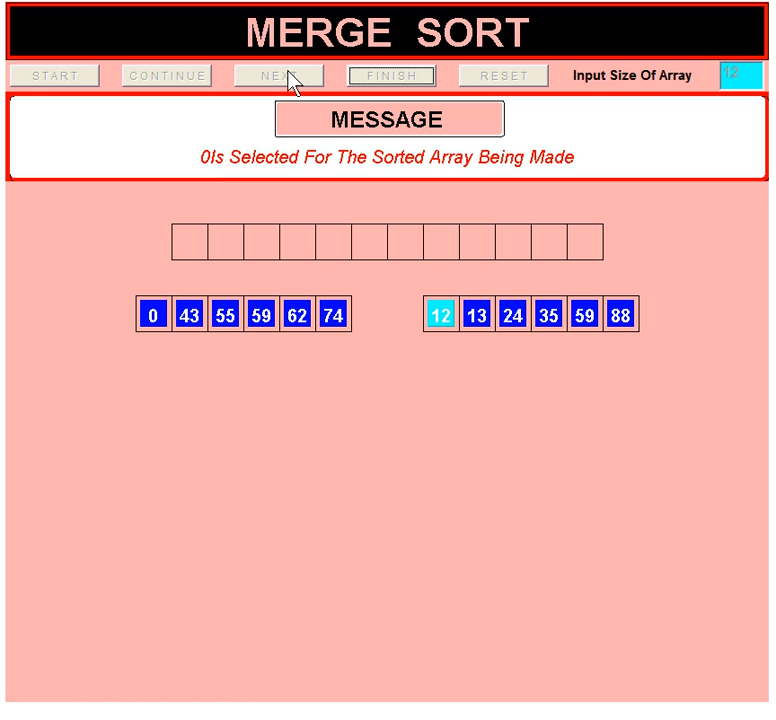 MERGE SORT
START CONTINUE NEXT FINISH RESET Input Size Of Array 12
MESSAGE
0Is Selected For The Sorted Array Being Made
0 43 55 59 62 74 12 13 24 35 59 88